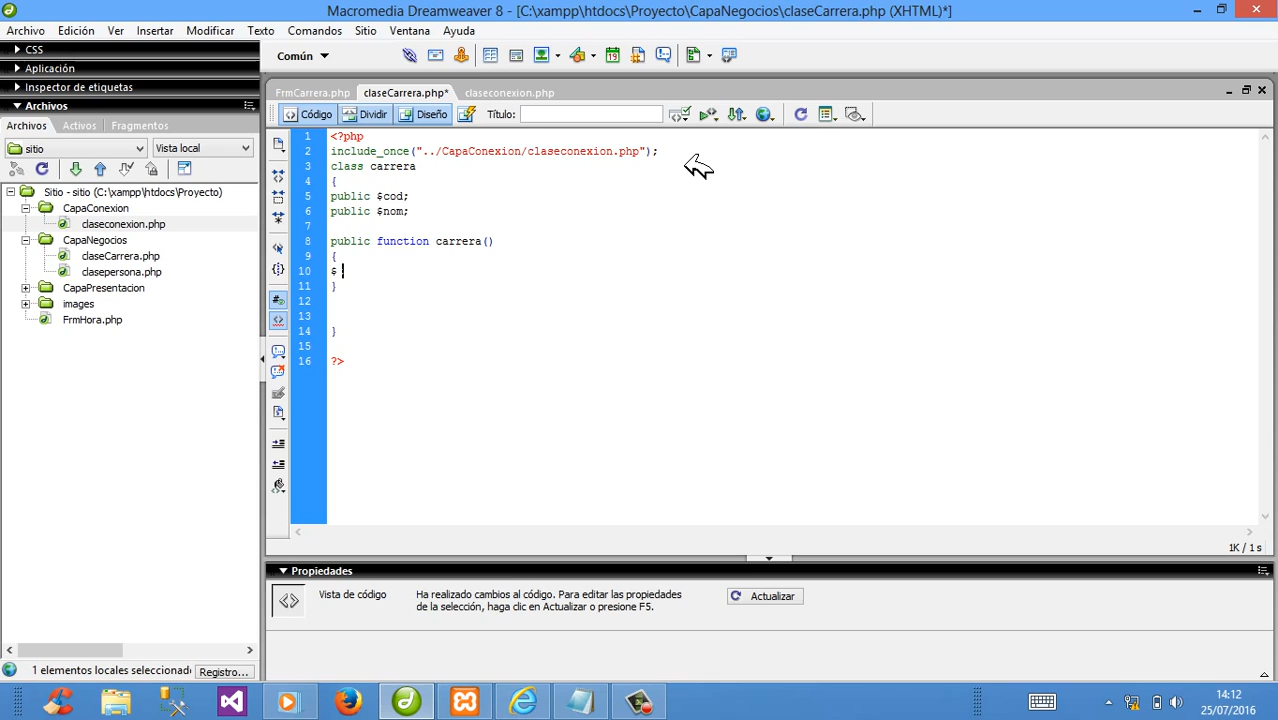 Macromedia Dreamweaver 8 - [C:\xampp\htdocs\Proyecto\CapaNegocios\claseCarrera.php (XHTML)*]
Archivo Edición Ver Insertar Modificar Texto Comandos Sitio Ventana Ayuda
CSS
Aplicación
Inspector de etiquetas
Archivos
Archivos Activos Fragmentos
sitio Vista local
Sitio - sitio (C:\xampp\htdocs\Proyecto)
CapaConexion
claseconexion.php
CapaNegocios
claseCarrera.php
clasepersona.php
CapaPresentacion
images
FrmHora.php
1 elementos locales seleccionado
Registro...
Común
FrmCarrera.php claseCarrera.php* claseconexion.php
Código Dividir Diseño Título:
1 <?php
2 include_once("../CapaConexion/claseconexion.php");
3 class carrera
4 {
5 public $cod;
6 public $nom;
7
8 public function carrera()
9 {
10 $
11 }
12
13
14 }
15
16 ?>
1K / 1 s
Propiedades
Vista de código
Ha realizado cambios al código. Para editar las propiedades
de la selección, haga clic en Actualizar o presione F5.
Actualizar
14:12
25/07/2016